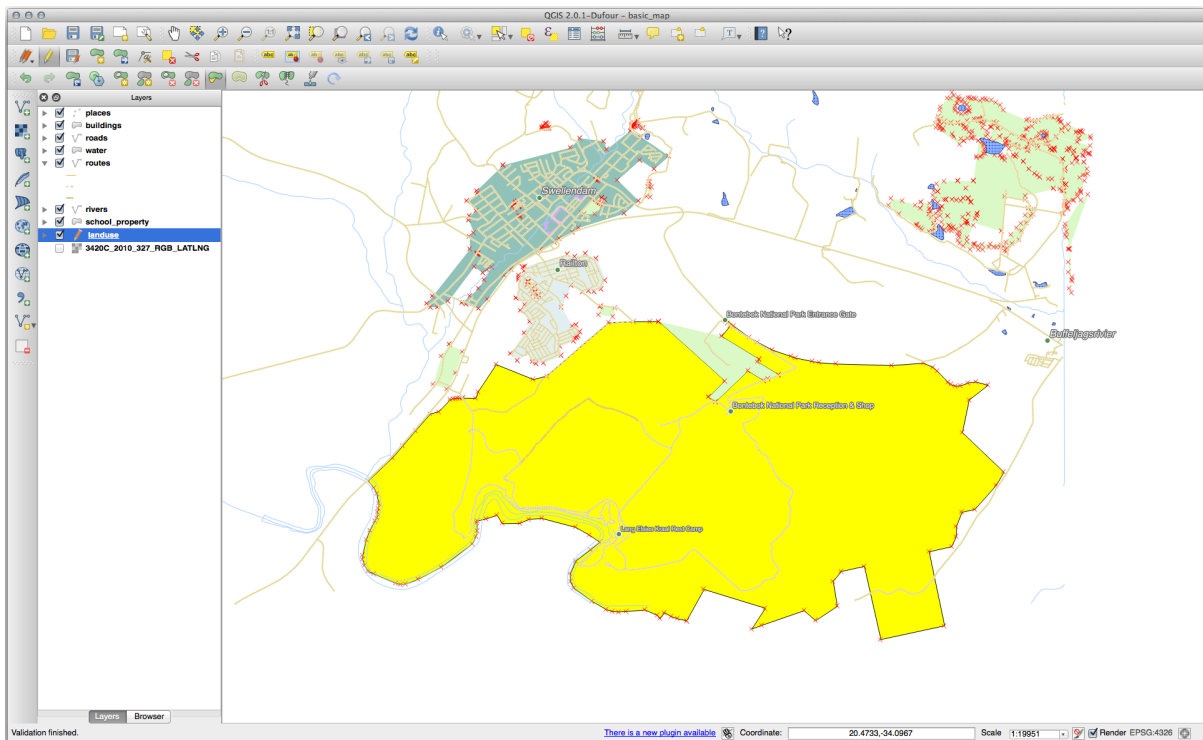 QGIS 2.0.1-Dufour - basic_map
Layers
places
buildings
roads
water
routes
rivers
school_property
landuse
3420C_2010_327_RGB_LATLNG
Swellendam
Railton
Bontebok National Park Entrance Gate
Buffeljagsrivier
Bontebok National Park Reception & Shop
Lang Elsies Kraal Rest Camp
Layers Browser
Validation finished. There is a new plugin available Coordinate: 20.4733,-34.0967 Scale 1:19951 Render EPSG:4326